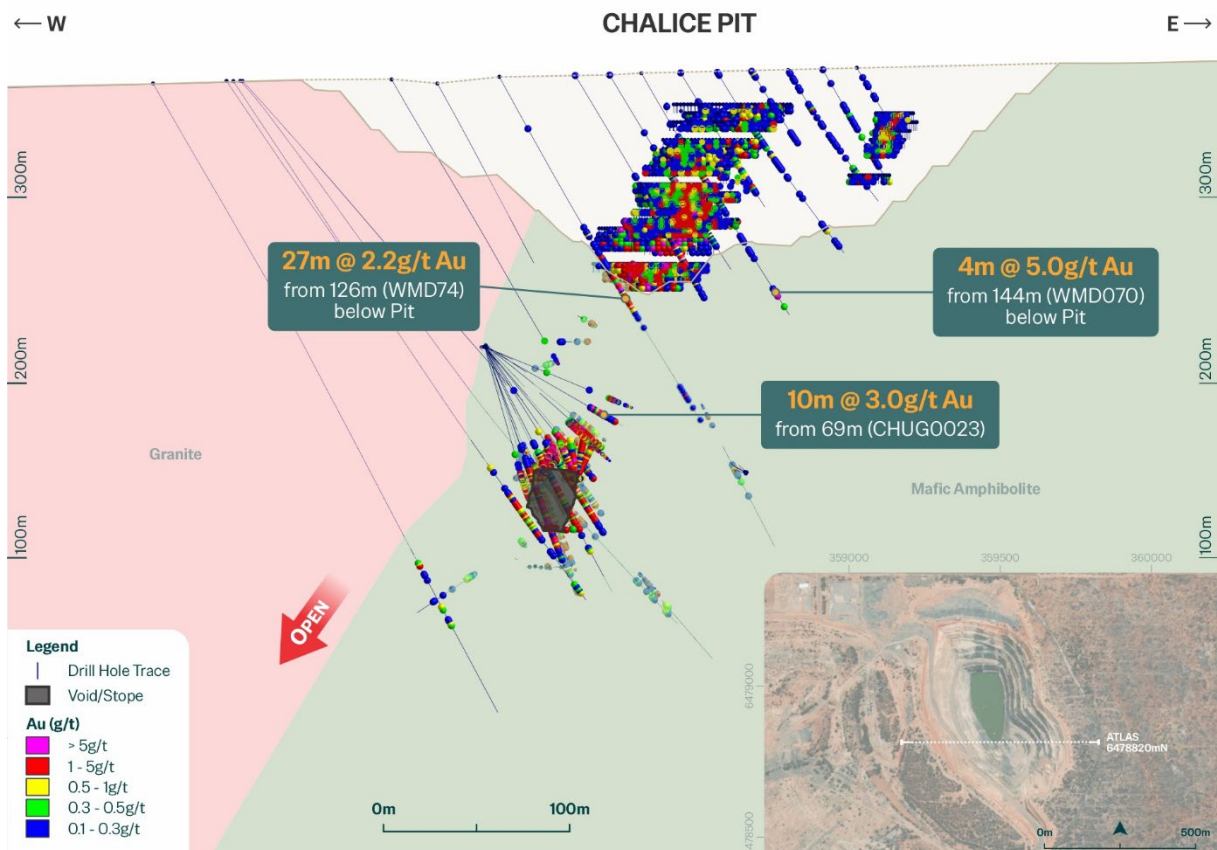 ← W
CHALICE PIT
E →
300m
300m
27m @ 2.2g/t Au
from 126m (WMD74)
below Pit
4m @ 5.0g/t Au
from 144m (WMD070)
below Pit
200m
200m
10m @ 3.0g/t Au
from 69m (CHUG0023)
Granite
Mafic Amphibolite
100m
100m
OPEN
Legend
Drill Hole Trace
Void/Stope
Au (g/t)
> 5g/t
1 - 5g/t
0.5 - 1g/t
0.3 - 0.5g/t
0.1 - 0.3g/t
0m
100m
359000
359500
360000
6479000
6478500
ATLAS
6478820mN
0m
500m